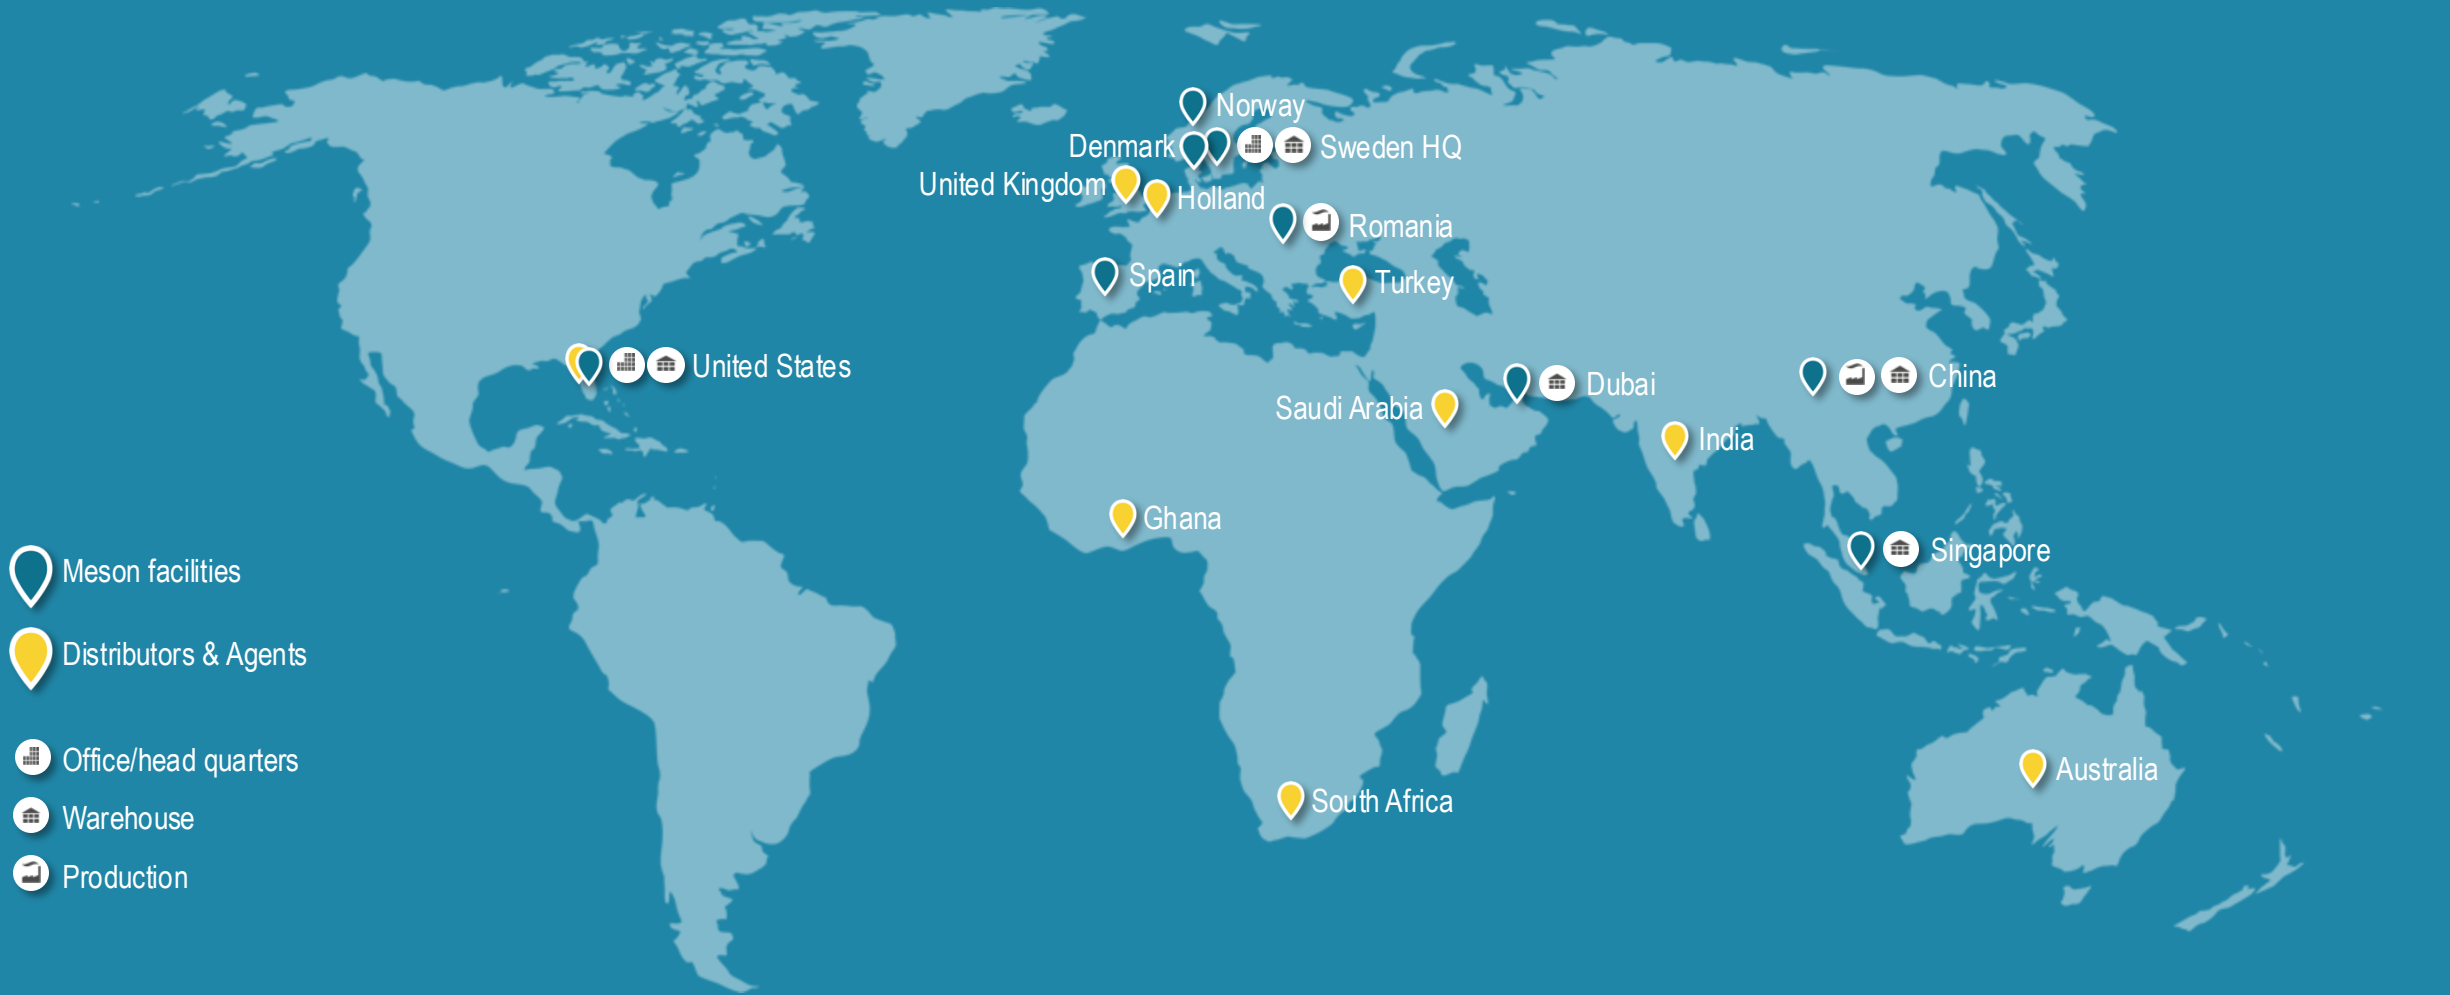 Norway
Denmark
Sweden HQ
United Kingdom
Holland
Romania
Spain
Turkey
United States
Dubai
China
Saudi Arabia
India
Ghana
Singapore
Meson facilities
Distributors & Agents
Office/head quarters
Australia
South Africa
Warehouse
Production